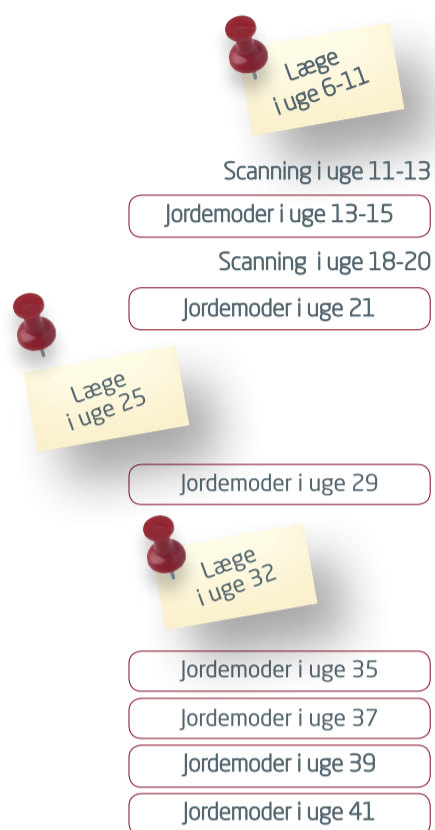 Læge
i uge 6-11
Scanning i uge 11-13
Jordemoder i uge 13-15
Scanning i uge 18-20
Jordemoder i uge 21
Læge
i uge 25
Jordemoder i uge 29
Læge
i uge 32
Jordemoder i uge 35
Jordemoder i uge 37
Jordemoder i uge 39
Jordemoder i uge 41